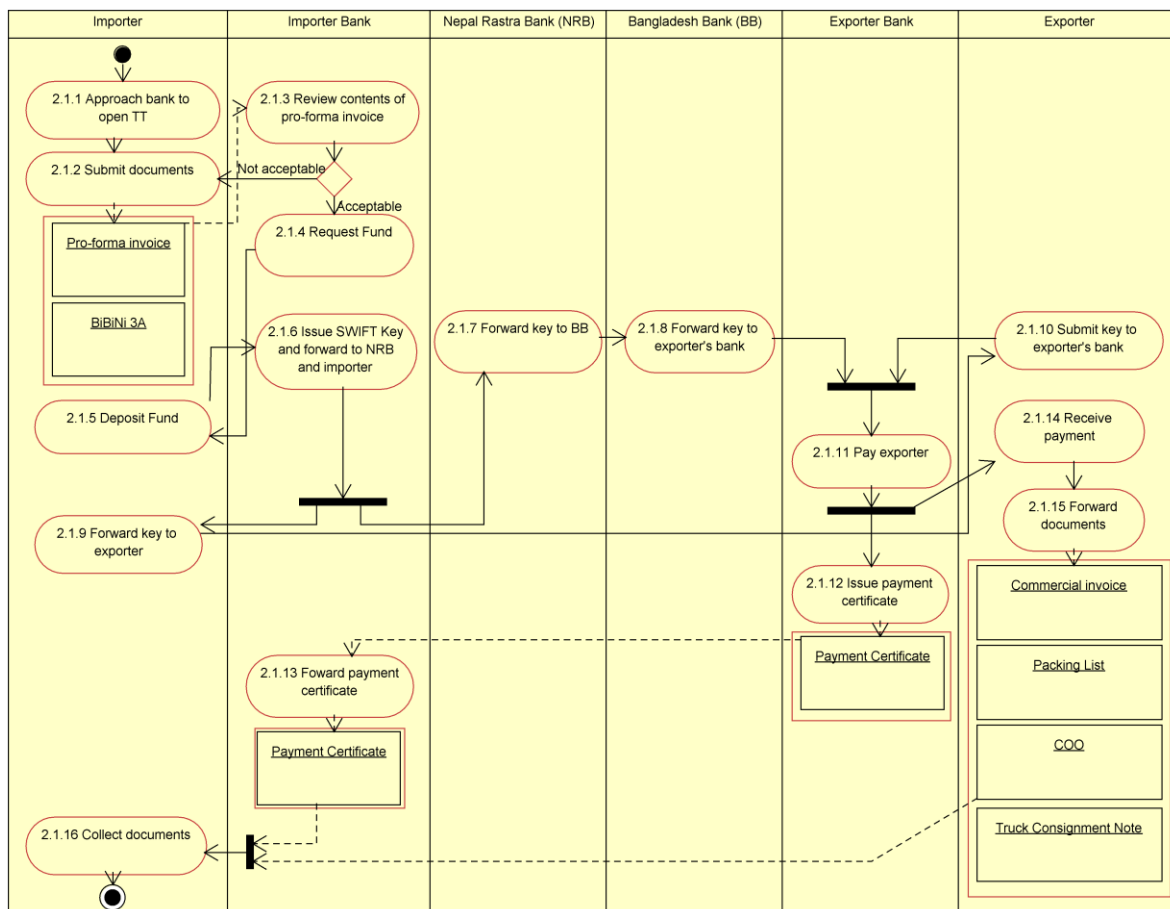 Importer
Importer Bank
Nepal Rastra Bank (NRB)
Bangladesh Bank (BB)
Exporter Bank
Exporter
2.1.1 Approach bank to
open TT
2.1.2 Submit documents
Pro-forma invoice
BiBiNi 3A
2.1.3 Review contents of
pro-forma invoice
Not acceptable
Acceptable
2.1.4 Request Fund
2.1.5 Deposit Fund
2.1.6 Issue SWIFT Key
and forward to NRB
and importer
2.1.7 Forward key to BB
2.1.8 Forward key to
exporter's bank
2.1.9 Forward key to
exporter
2.1.10 Submit key to
exporter's bank
2.1.11 Pay exporter
2.1.12 Issue payment
certificate
Payment Certificate
2.1.13 Foward payment
certificate
Payment Certificate
2.1.14 Receive
payment
2.1.15 Forward
documents
Commercial invoice
Packing List
COO
Truck Consignment Note
2.1.16 Collect documents